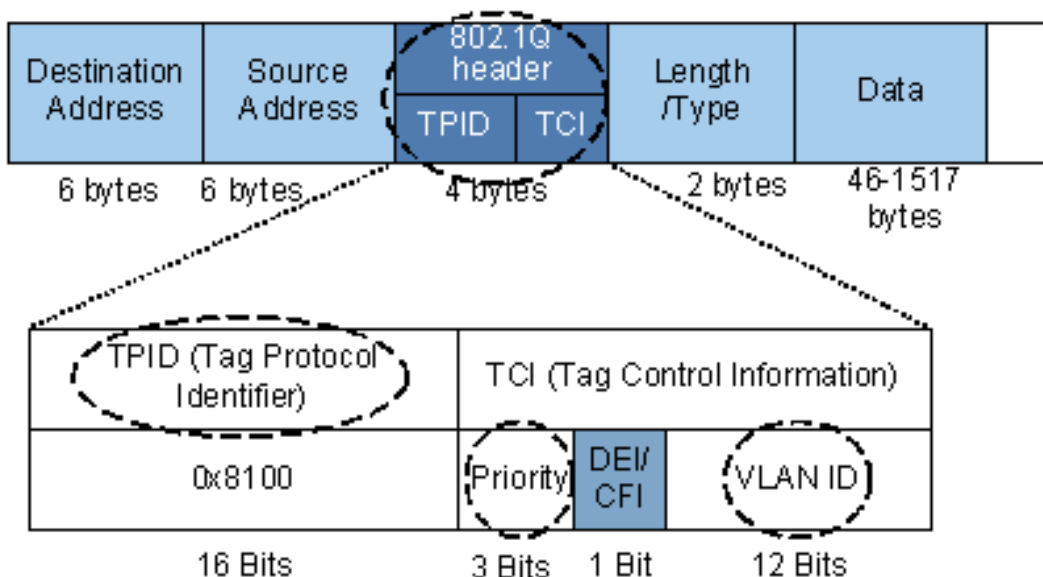 Destination
Address
Source
Address
802.1Q
header
TPID
TCI
Length
/Type
Data
6 bytes
6 bytes
4 bytes
2 bytes
46-1517
bytes
TPID (Tag Protocol
Identifier)
TCI (Tag Control Information)
0x8100
Priority
DEI/
CFI
VLAN ID
16 Bits
3 Bits
1 Bit
12 Bits